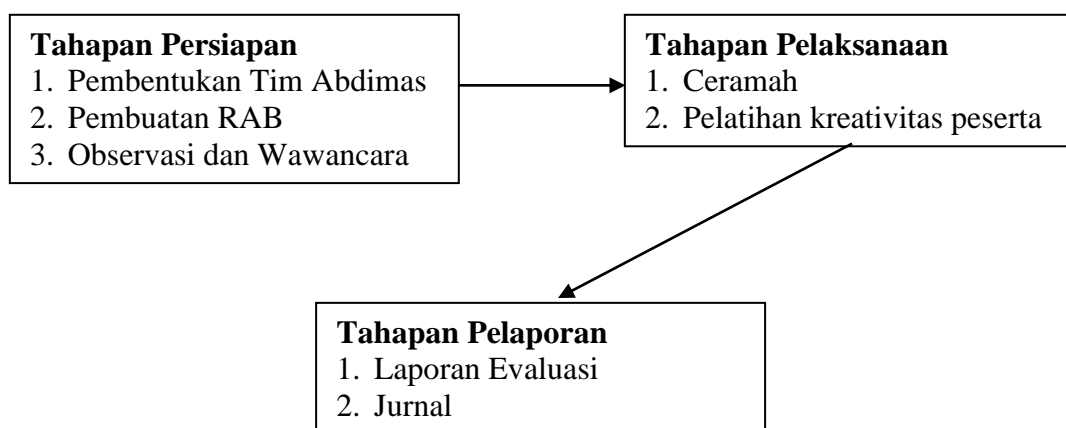 Tahapan Persiapan
1. Pembentukan Tim Abdimas
2. Pembuatan RAB
3. Observasi dan Wawancara
Tahapan Pelaksanaan
1. Ceramah
2. Pelatihan kreativitas peserta
Tahapan Pelaporan
1. Laporan Evaluasi
2. Jurnal